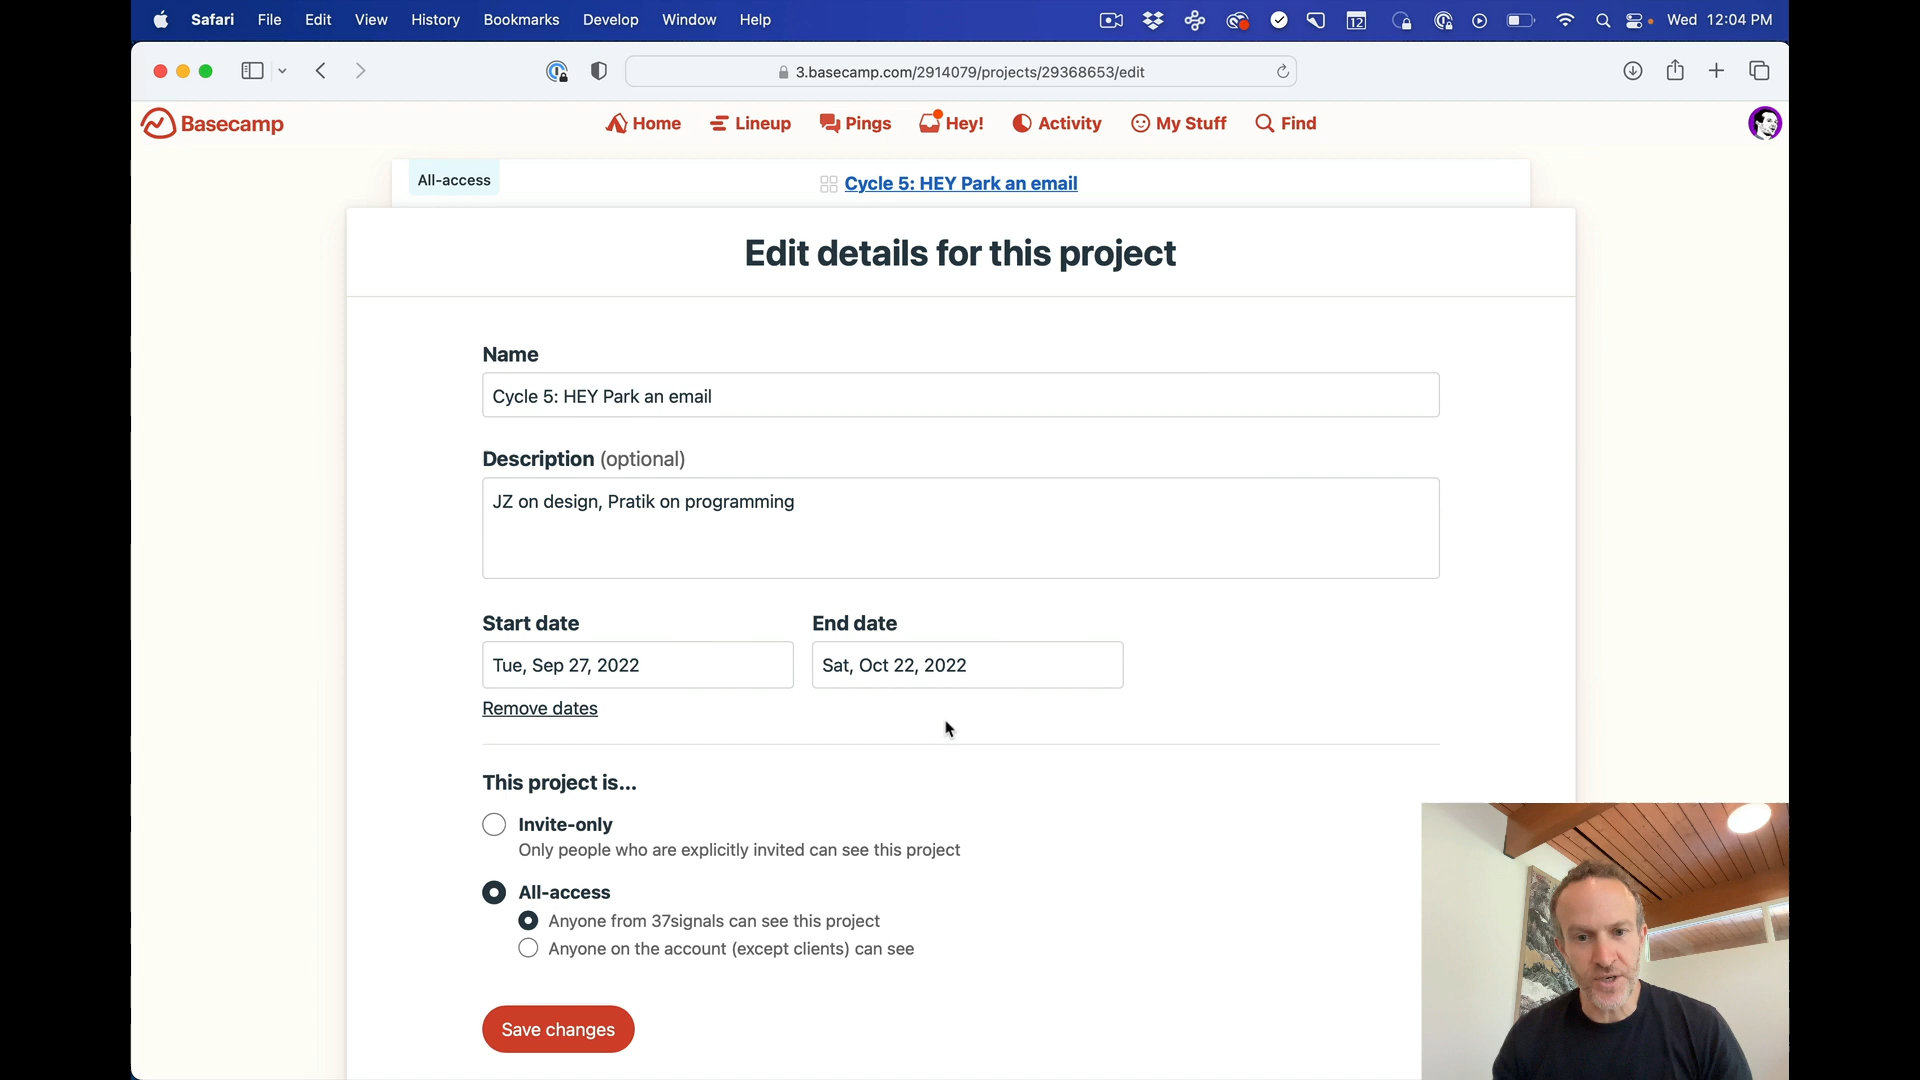 Safari File Edit View History Bookmarks Develop Window Help 12 Wed 12:04 PM
3.basecamp.com/2914079/projects/29368653/edit
Basecamp Home Lineup Pings Hey! Activity My Stuff Find
All-access
Cycle 5: HEY Park an email
Edit details for this project
Name
Cycle 5: HEY Park an email
Description (optional)
JZ on design, Pratik on programming
Start date End date
Tue, Sep 27, 2022 Sat, Oct 22, 2022
Remove dates
This project is...
Invite-only
Only people who are explicitly invited can see this project
All-access
Anyone from 37signals can see this project
Anyone on the account (except clients) can see
Save changes